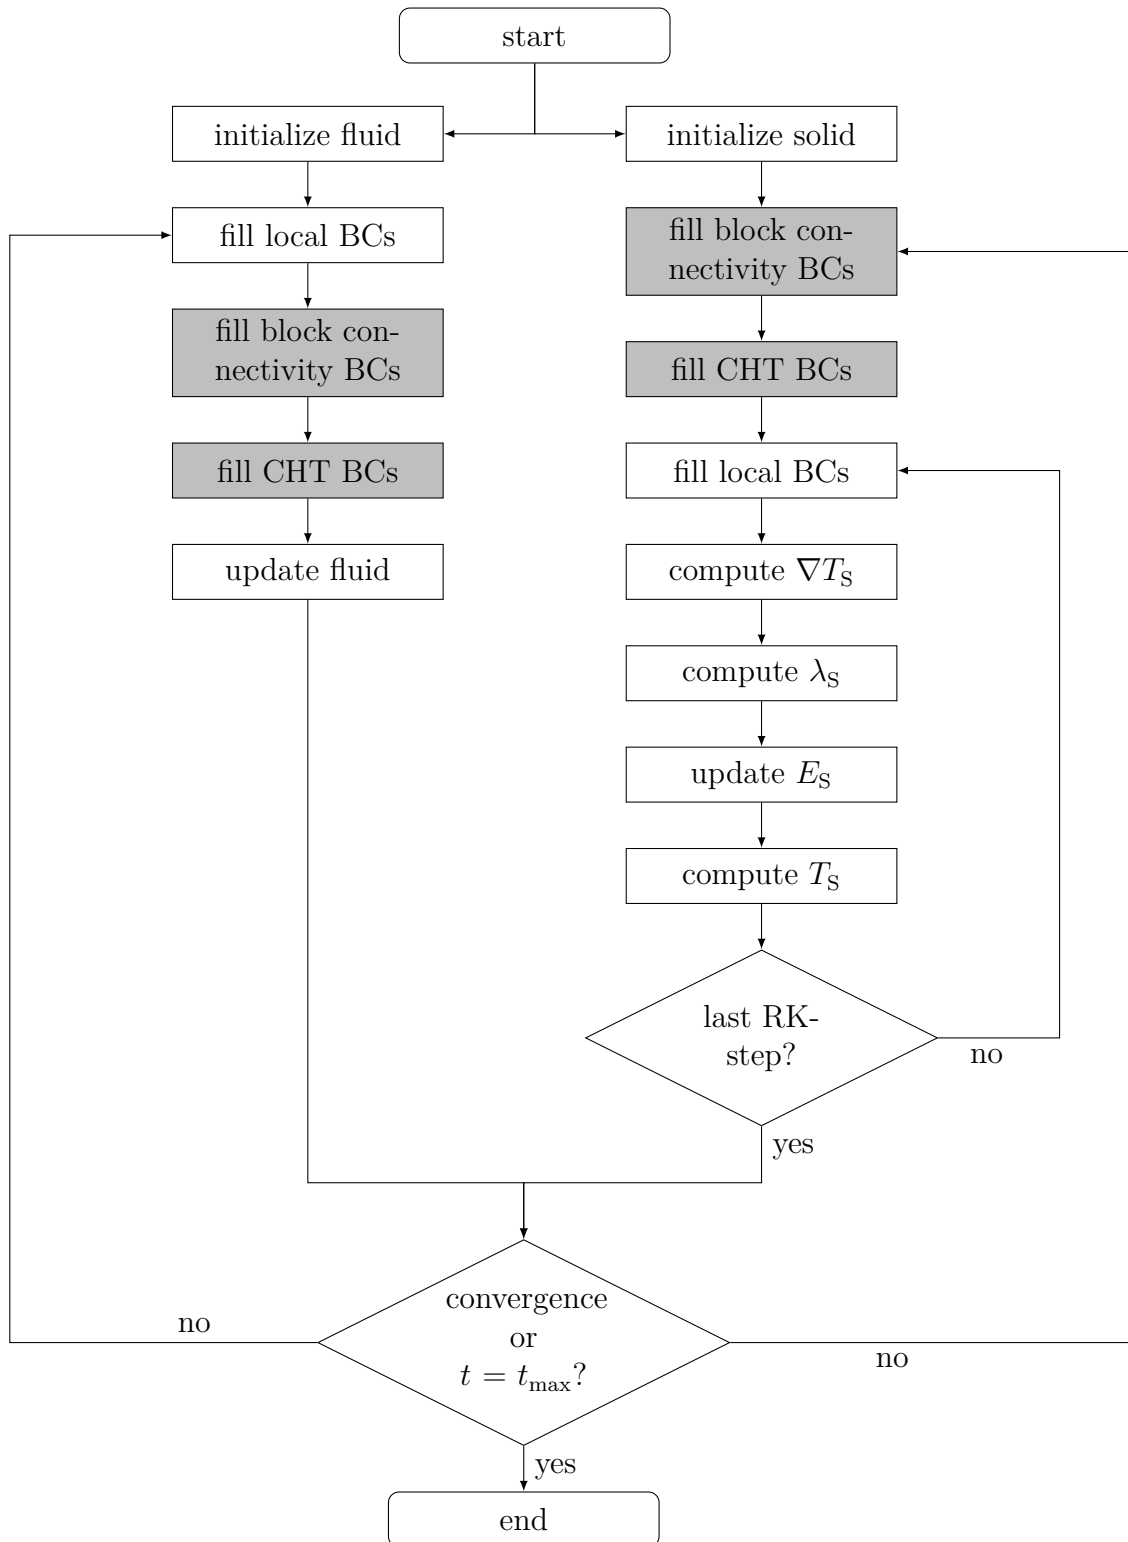 start
initialize fluid
initialize solid
fill local BCs
fill block con-
nectivity BCs
fill block con-
nectivity BCs
fill CHT BCs
fill CHT BCs
fill local BCs
update fluid
compute ∇T_S
compute λ_S
update E_S
compute T_S
last RK-
step?
no
yes
convergence
or
t = t_max?
no
no
yes
end